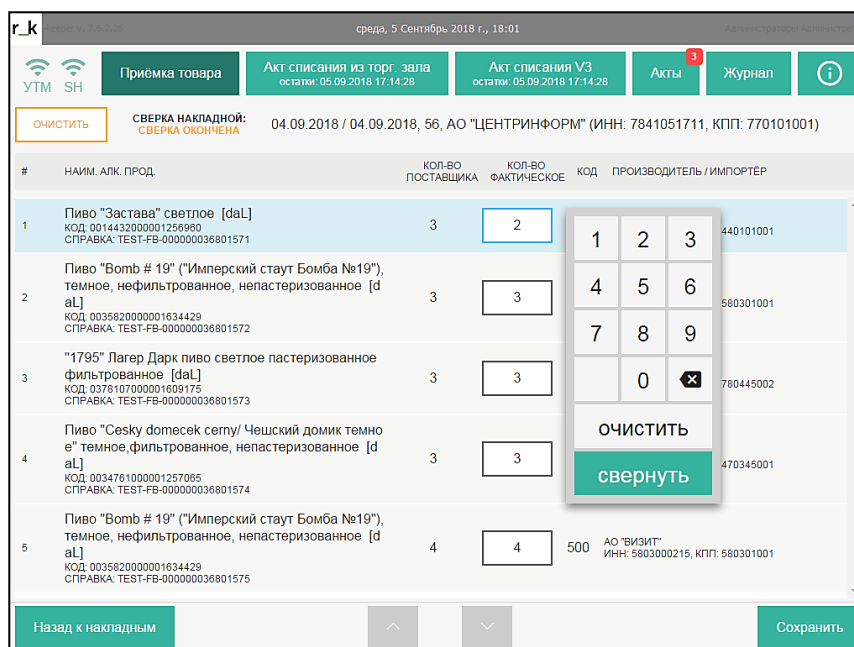 r_k
keeper v. 7.6.2.26
среда, 5 Сентябрь 2018 г., 18:01
Администраторы Администрат
УТМ SH
Приёмка товара
Акт списания из торг. зала
остатки: 05.09.2018 17:14:28
Акт списания V3
остатки: 05.09.2018 17:14:28
Акты
3
Журнал
ОЧИСТИТЬ
СВЕРКА НАКЛАДНОЙ:
СВЕРКА ОКОНЧЕНА
04.09.2018 / 04.09.2018, 56, АО "ЦЕНТРИНФОРМ" (ИНН: 7841051711, КПП: 770101001)
# НАИМ. АЛК. ПРОД. КОЛ-ВО ПОСТАВЩИКА КОЛ-ВО ФАКТИЧЕСКОЕ КОД ПРОИЗВОДИТЕЛЬ / ИМПОРТЁР
1 Пиво "Застава" светлое [daL] 3 2
КОД: 0014432000001256960 440101001
СПРАВКА: TEST-FB-000000036801571
Пиво "Bomb # 19" ("Имперский стаут Бомба №19"),
темное, нефильтрованное, непастеризованное [d
2 aL] 3 3 580301001
КОД: 0035820000001634429
СПРАВКА: TEST-FB-000000036801572
"1795" Лагер Дарк пиво светлое пастеризованное
3 фильтрованное [daL] 3 3 780445002
КОД: 0378107000001609175
СПРАВКА: TEST-FB-000000036801573
Пиво "Cesky domecek cerny/ Чешский домик темно
е" темное,фильтрованное, непастеризованное [d
4 aL] 3 3 470345001
КОД: 0034761000001257065
СПРАВКА: TEST-FB-000000036801574
Пиво "Bomb # 19" ("Имперский стаут Бомба №19"),
темное, нефильтрованное, непастеризованное [d
5 aL] 4 4 500 АО "ВИЗИТ"
ИНН: 5803000215, КПП: 580301001
КОД: 0035820000001634429
СПРАВКА: TEST-FB-000000036801575
1 2 3
4 5 6
7 8 9
0
ОЧИСТИТЬ
свернуть
Назад к накладным
Сохранить